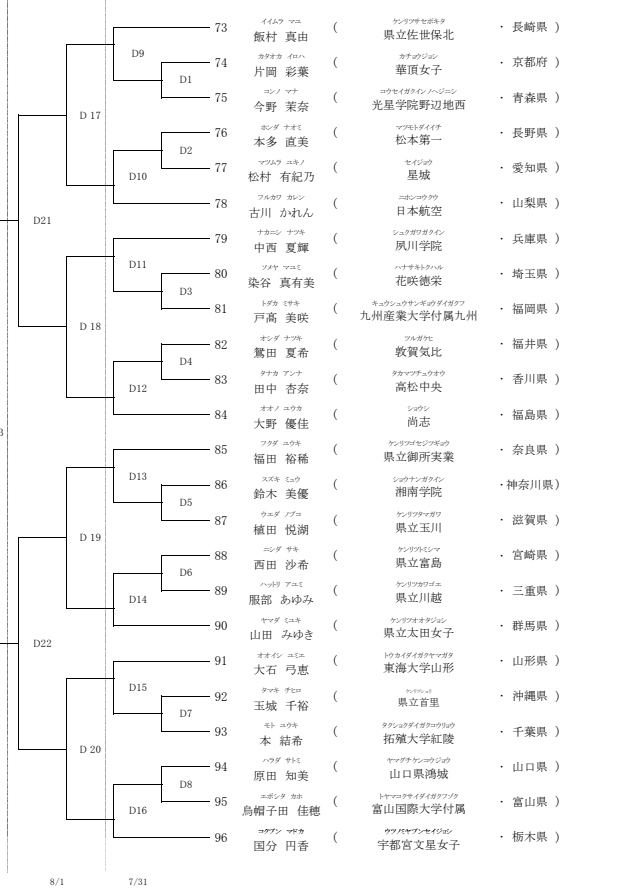 イイムラ マユ ケンリツサセボキタ
73 飯村 真由 ( 県立佐世保北 ・ 長崎県 )
D9
カタオカ イロハ カチョウジョシ
74 片岡 彩葉 ( 華頂女子 ・ 京都府 )
D1
コンノ マナ コウセイガクインノヘジニシ
75 今野 茉奈 ( 光星学院野辺地西 ・ 青森県 )
D 17
ホンダ ナオミ マツモトダイイチ
76 本多 直美 ( 松本第一 ・ 長野県 )
D2
マツムラ ユキノ セイジョウ
77 松村 有紀乃 ( 星城 ・ 愛知県 )
D10
フルカワ カレン ニホンコウクウ
78 古川 かれん ( 日本航空 ・ 山梨県 )
D21
ナカニシ ナツキ シュクガワガクイン
79 中西 夏輝 ( 夙川学院 ・ 兵庫県 )
D11
ソメヤ マユミ ハナサキトクハル
80 染谷 真有美 ( 花咲徳栄 ・ 埼玉県 )
D3
トダカ ミサキ キュウシュウサンギョウダイガクフ
81 戸髙 美咲 ( 九州産業大学付属九州 ・ 福岡県 )
D 18
オシダ ナツキ ツルガケヒ
82 鴛田 夏希 ( 敦賀気比 ・ 福井県 )
D4
タナカ アンナ タカマツチュウオウ
83 田中 杏奈 ( 高松中央 ・ 香川県 )
D12
オオノ ユウカ ショウシ
84 大野 優佳 ( 尚志 ・ 福島県 )
3
フクダ ユウキ ケンリツゴセジツギョウ
85 福田 裕稀 ( 県立御所実業 ・ 奈良県 )
D13
スズキ ミュウ ショウナンガクイン
86 鈴木 美優 ( 湘南学院 ・神奈川県)
D5
ウエダ ノブコ ケンリツタマガワ
87 植田 悦湖 ( 県立玉川 ・ 滋賀県 )
D 19
ニシダ サキ ケンリツトミシマ
88 西田 沙希 ( 県立富島 ・ 宮崎県 )
D6
ハットリ アユミ ケンリツカワゴエ
89 服部 あゆみ ( 県立川越 ・ 三重県 )
D14
ヤマダ ミユキ ケンリツオオタジョシ
90 山田 みゆき ( 県立太田女子 ・ 群馬県 )
D22
オオイシ ユミエ トウカイダイガクヤマガタ
91 大石 弓恵 ( 東海大学山形 ・ 山形県 )
D15
タマキ チヒロ ケンリツシュリ
92 玉城 千裕 ( 県立首里 ・ 沖縄県 )
D7
モト ユウキ タクショクダイガクコウリョウ
93 本 結希 ( 拓殖大学紅陵 ・ 千葉県 )
D 20
ハラダ サトミ ヤマグチケンコウジョウ
94 原田 知美 ( 山口県鴻城 ・ 山口県 )
D8
エボシタ カホ トヤマコクサイダイガクフゾク
95 烏帽子田 佳穂 ( 富山国際大学付属 ・ 富山県 )
D16
コクブン マドカ ウツノミヤブンセイジョシ
96 国分 円香 ( 宇都宮文星女子 ・ 栃木県 )
8/1 7/31